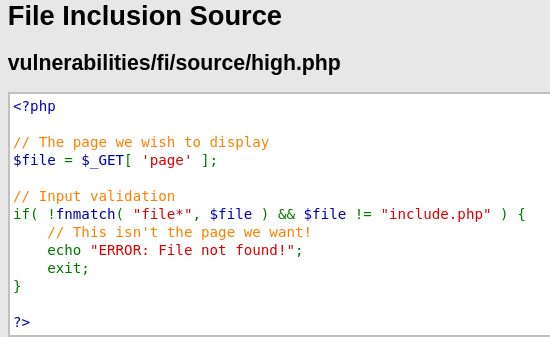 File Inclusion Source
vulnerabilities/fi/source/high.php
<?php
// The page we wish to display
$file = $_GET[ 'page' ];
// Input validation
if( !fnmatch( "file*", $file ) && $file != "include.php" ) {
    // This isn't the page we want!
    echo "ERROR: File not found!";
    exit;
}
?>